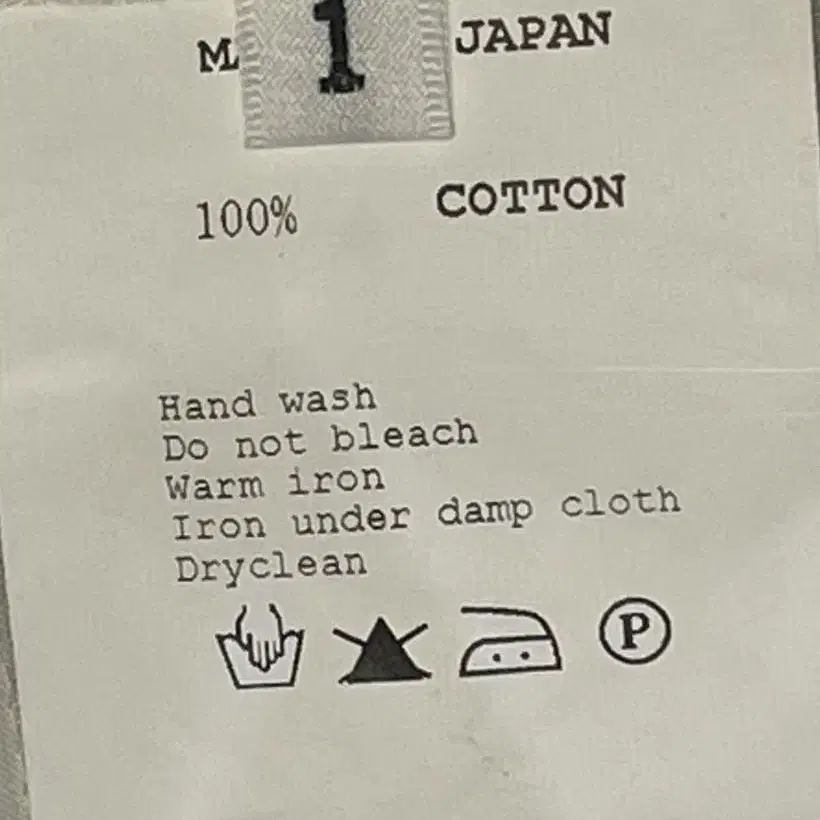 1
M JAPAN
100% COTTON
Hand wash
Do not bleach
Warm iron
Iron under damp cloth
Dryclean
P